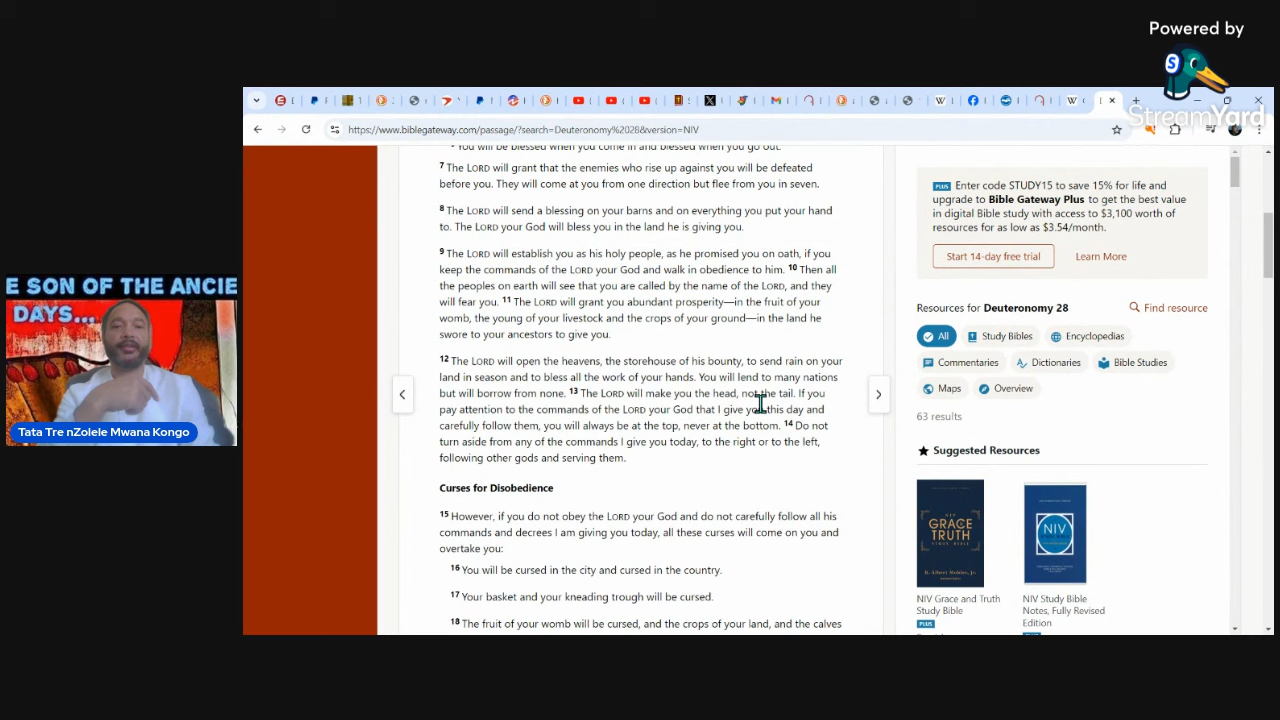 Powered by
StreamYard
https://www.biblegateway.com/passage/?search=Deuteronomy%2028&version=NIV
You will be blessed when you come in and blessed when you go out.
7 The LORD will grant that the enemies who rise up against you will be defeated
before you. They will come at you from one direction but flee from you in seven.
8 The LORD will send a blessing on your barns and on everything you put your hand
to. The LORD your God will bless you in the land he is giving you.
9 The LORD will establish you as his holy people, as he promised you on oath, if you
keep the commands of the LORD your God and walk in obedience to him. 10 Then all
the peoples on earth will see that you are called by the name of the LORD, and they
will fear you. 11 The LORD will grant you abundant prosperity—in the fruit of your
womb, the young of your livestock and the crops of your ground—in the land he
swore to your ancestors to give you.
12 The LORD will open the heavens, the storehouse of his bounty, to send rain on your
land in season and to bless all the work of your hands. You will lend to many nations
but will borrow from none. 13 The LORD will make you the head, not the tail. If you
pay attention to the commands of the LORD your God that I give you this day and
carefully follow them, you will always be at the top, never at the bottom. 14 Do not
turn aside from any of the commands I give you today, to the right or to the left,
following other gods and serving them.
Curses for Disobedience
15 However, if you do not obey the LORD your God and do not carefully follow all his
commands and decrees I am giving you today, all these curses will come on you and
overtake you:
16 You will be cursed in the city and cursed in the country.
17 Your basket and your kneading trough will be cursed.
18 The fruit of your womb will be cursed, and the crops of your land, and the calves
PLUS Enter code STUDY15 to save 15% for life and
upgrade to Bible Gateway Plus to get the best value
in digital Bible study with access to $3,100 worth of
resources for as low as $3.54/month.
Start 14-day free trial
Learn More
Resources for Deuteronomy 28
Find resource
All
Study Bibles
Encyclopedias
Commentaries
Dictionaries
Bible Studies
Maps
Overview
63 results
Suggested Resources
NIV
GRACE
TRUTH
NIV
NIV Grace and Truth
Study Bible
PLUS
NIV Study Bible
Notes, Fully Revised
Edition
E SON OF THE ANCIE
DAYS...
Tata Tre nZolele Mwana Kongo